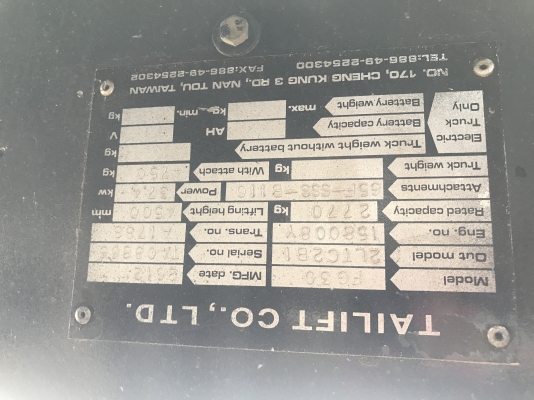 TAILIFT CO., LTD.
Model FG30 MFG. date
Out model Serial no.
Eng. no. 15800BY Trans. no.
Rated capacity 2770 kg Lifting height mm
Attachments Power kw
Truck weight kg With attach kg
Electric Truck Only
Truck weight without battery kg
Battery capacity AH V
Battery weight max. kg, min. kg
NO. 170, CHENG KUNG 3 RD., NAN TOU, TAIWAN
TEL:886-49-2254300 FAX:886-49-2254302